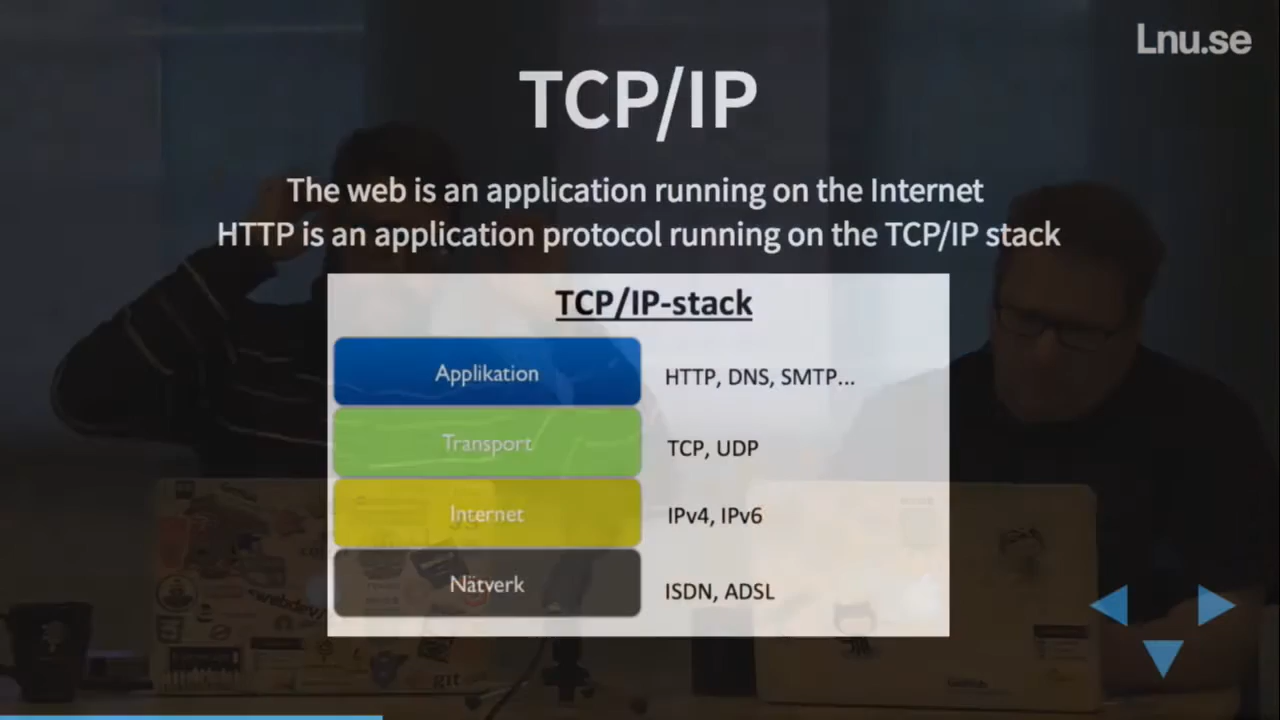 Lnu.se
TCP/IP
The web is an application running on the Internet
HTTP is an application protocol running on the TCP/IP stack
TCP/IP-stack
Applikation
HTTP, DNS, SMTP...
Transport
TCP, UDP
Internet
IPv4, IPv6
Nätverk
ISDN, ADSL
git